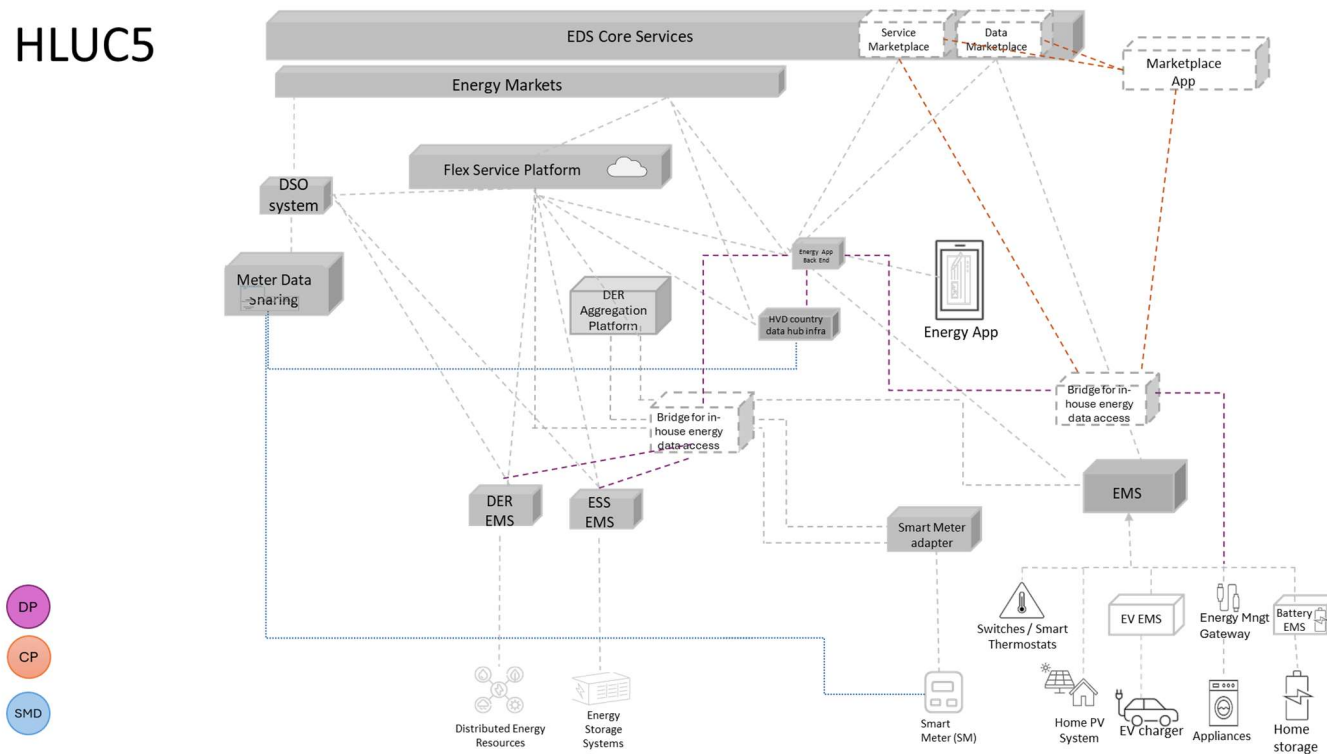 HLUC5
EDS Core Services
Service
Marketplace
Data
Marketplace
Marketplace
App
Energy Markets
Flex Service Platform
DSO
system
Meter Data
Sharing
Energy App
Back End
DER
Aggregation
Platform
HVD country
data hub infra
Energy App
Bridge for in-
house energy
data access
Bridge for in-
house energy
data access
DER
EMS
ESS
EMS
EMS
Smart Meter
adapter
DP
CP
SMD
Switches / Smart
Thermostats
EV EMS
Energy Mngt
Gateway
Battery
EMS
Distributed Energy
Resources
Energy
Storage
Systems
Smart
Meter (SM)
Home PV
System
EV charger
Appliances
Home
storage